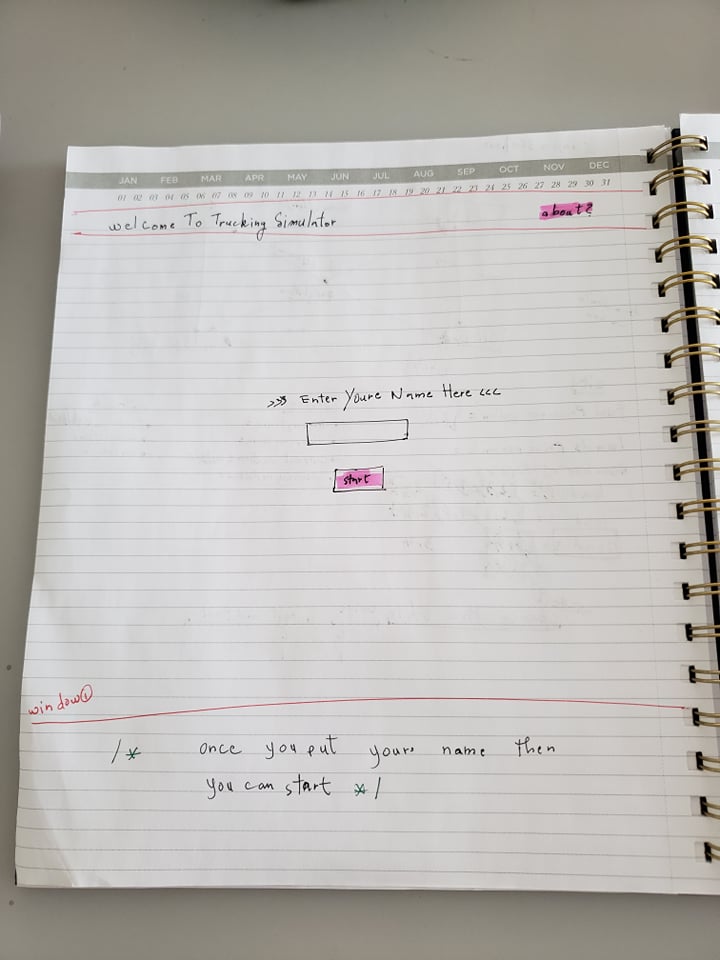 JAN FEB MAR APR MAY JUN JUL AUG SEP OCT NOV DEC
01 02 03 04 05 06 07 08 09 10 11 12 13 14 15 16 17 18 19 20 21 22 23 24 25 26 27 28 29 30 31
welcome To Trucking Simulator
about?
>>> Enter Youre Name Here <<<
start
window①
/* once you put your name then
you can start */